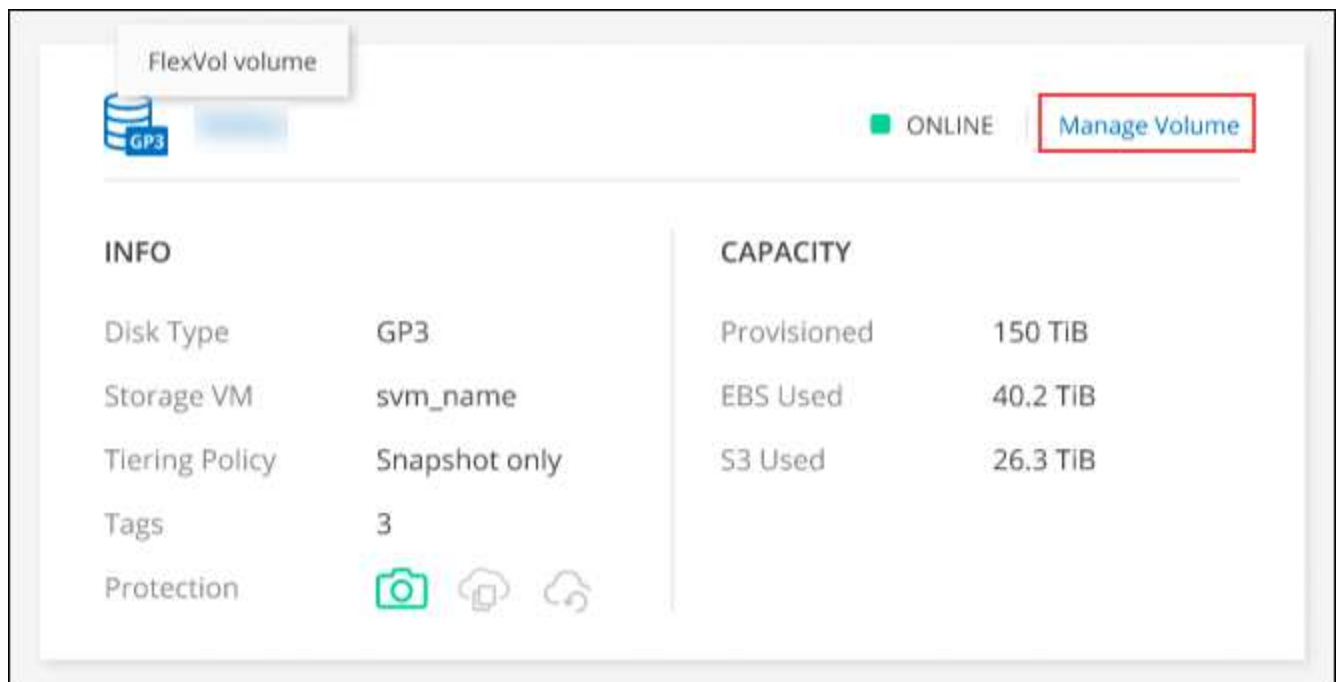 FlexVol volume
GP3
ONLINE
Manage Volume
INFO
Disk Type GP3
Storage VM svm_name
Tiering Policy Snapshot only
Tags 3
Protection
CAPACITY
Provisioned 150 TiB
EBS Used 40.2 TiB
S3 Used 26.3 TiB